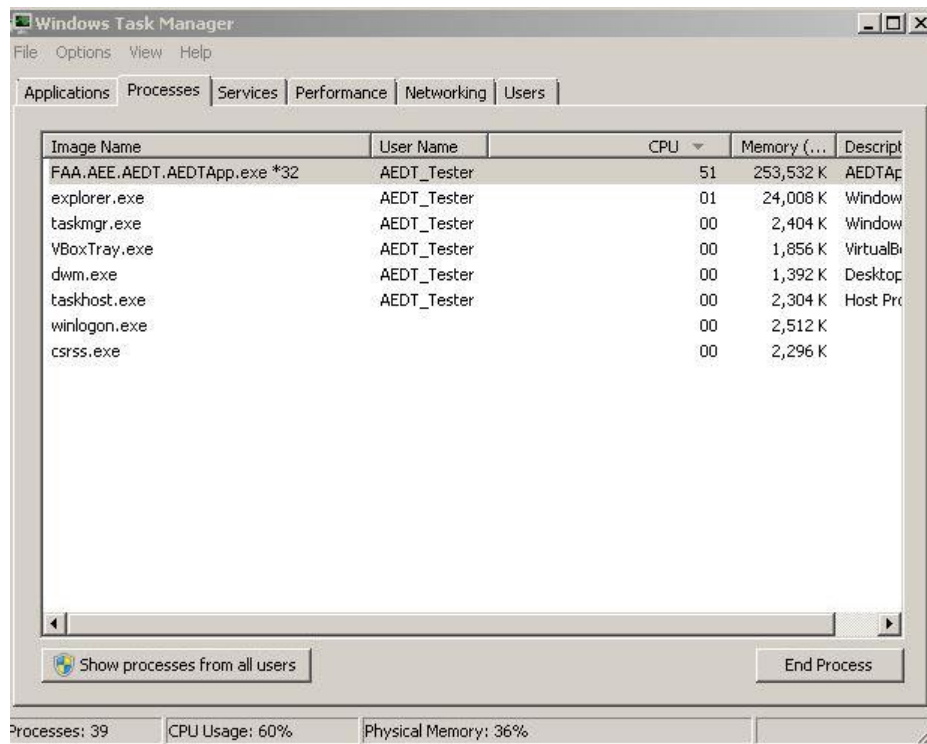 Windows Task Manager
File Options View Help
Applications Processes Services Performance Networking Users
Image Name User Name CPU Memory (... Descript
FAA.AEE.AEDT.AEDTApp.exe *32 AEDT_Tester 51 253,532 K AEDTAp
explorer.exe AEDT_Tester 01 24,008 K Window
taskmgr.exe AEDT_Tester 00 2,404 K Window
VBoxTray.exe AEDT_Tester 00 1,856 K VirtualB
dwm.exe AEDT_Tester 00 1,392 K Desktop
taskhost.exe AEDT_Tester 00 2,304 K Host Pro
winlogon.exe 00 2,512 K
csrss.exe 00 2,296 K
Show processes from all users End Process
Processes: 39 CPU Usage: 60% Physical Memory: 36%